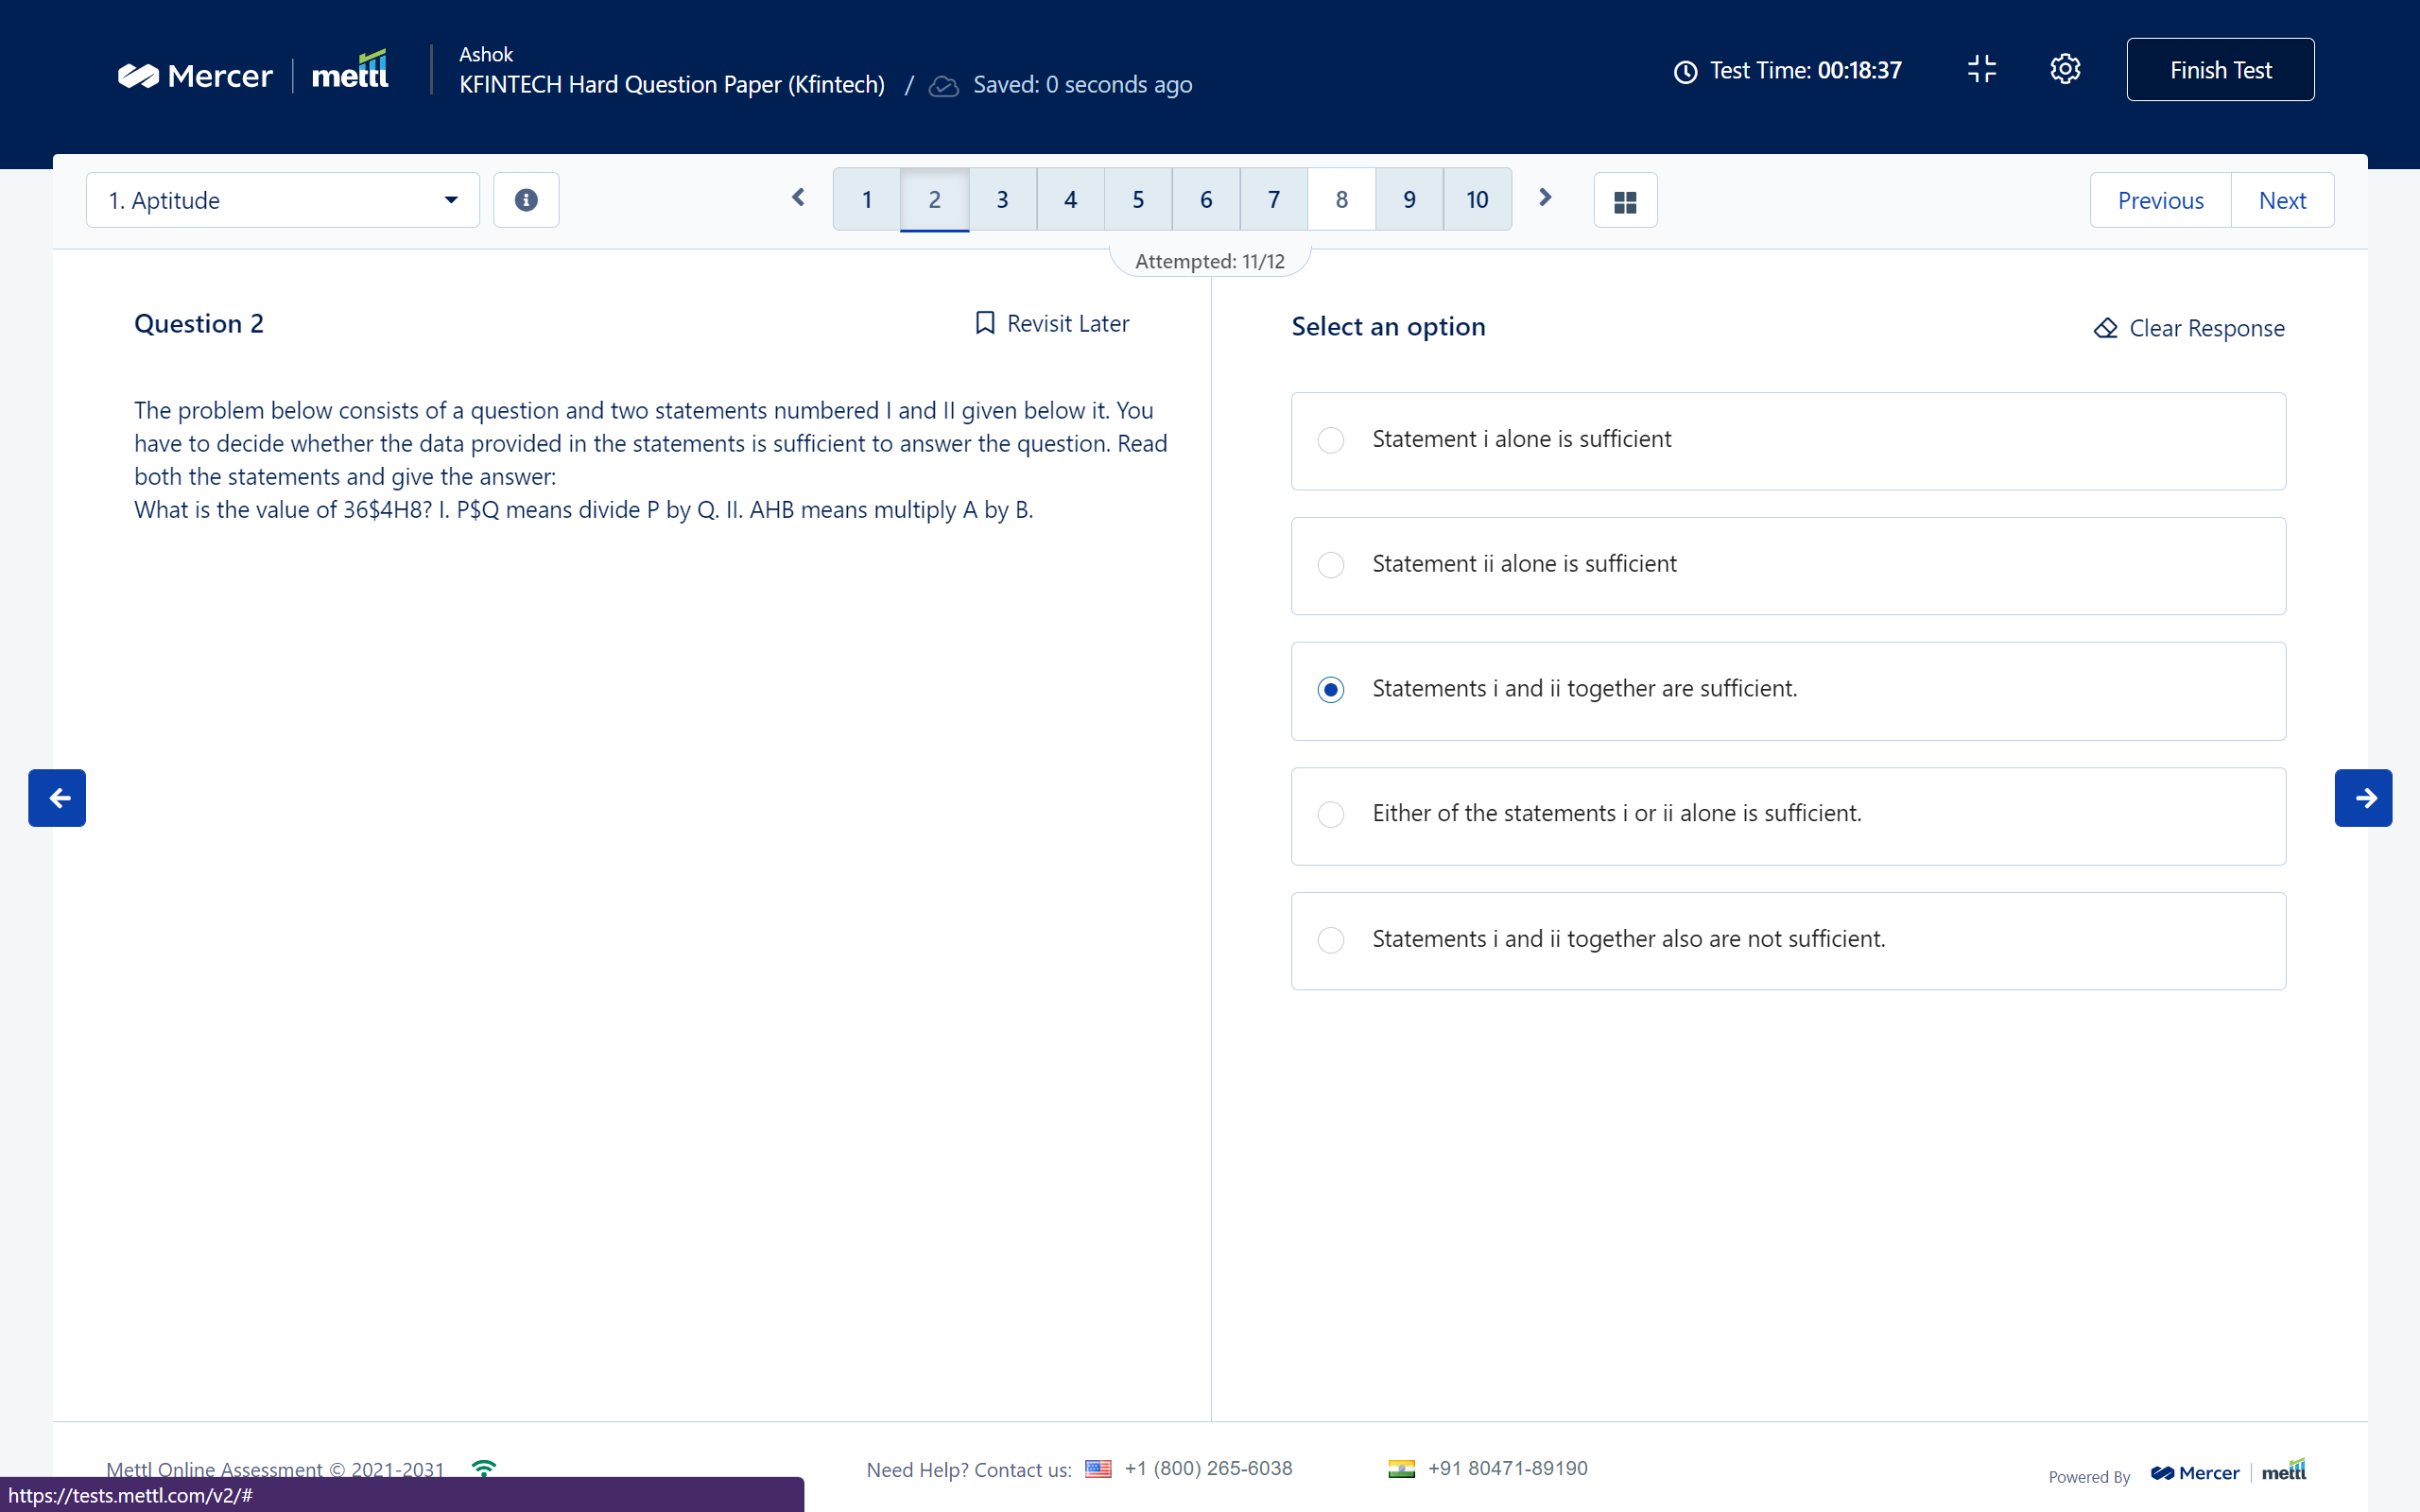 Mercer
mettl
Ashok
KFINTECH Hard Question Paper (Kfintech) / Saved: 0 seconds ago
Test Time: 00:18:37
Finish Test
1. Aptitude
1 2 3 4 5 6 7 8 9 10
Previous
Next
Attempted: 11/12
Question 2
Revisit Later
The problem below consists of a question and two statements numbered I and II given below it. You
have to decide whether the data provided in the statements is sufficient to answer the question. Read
both the statements and give the answer:
What is the value of 36$4H8? I. P$Q means divide P by Q. II. AHB means multiply A by B.
Select an option
Clear Response
Statement i alone is sufficient
Statement ii alone is sufficient
Statements i and ii together are sufficient.
Either of the statements i or ii alone is sufficient.
Statements i and ii together also are not sufficient.
Mettl Online Assessment © 2021-2031
Need Help? Contact us: +1 (800) 265-6038
+91 80471-89190
Powered By Mercer mettl
https://tests.mettl.com/v2/#